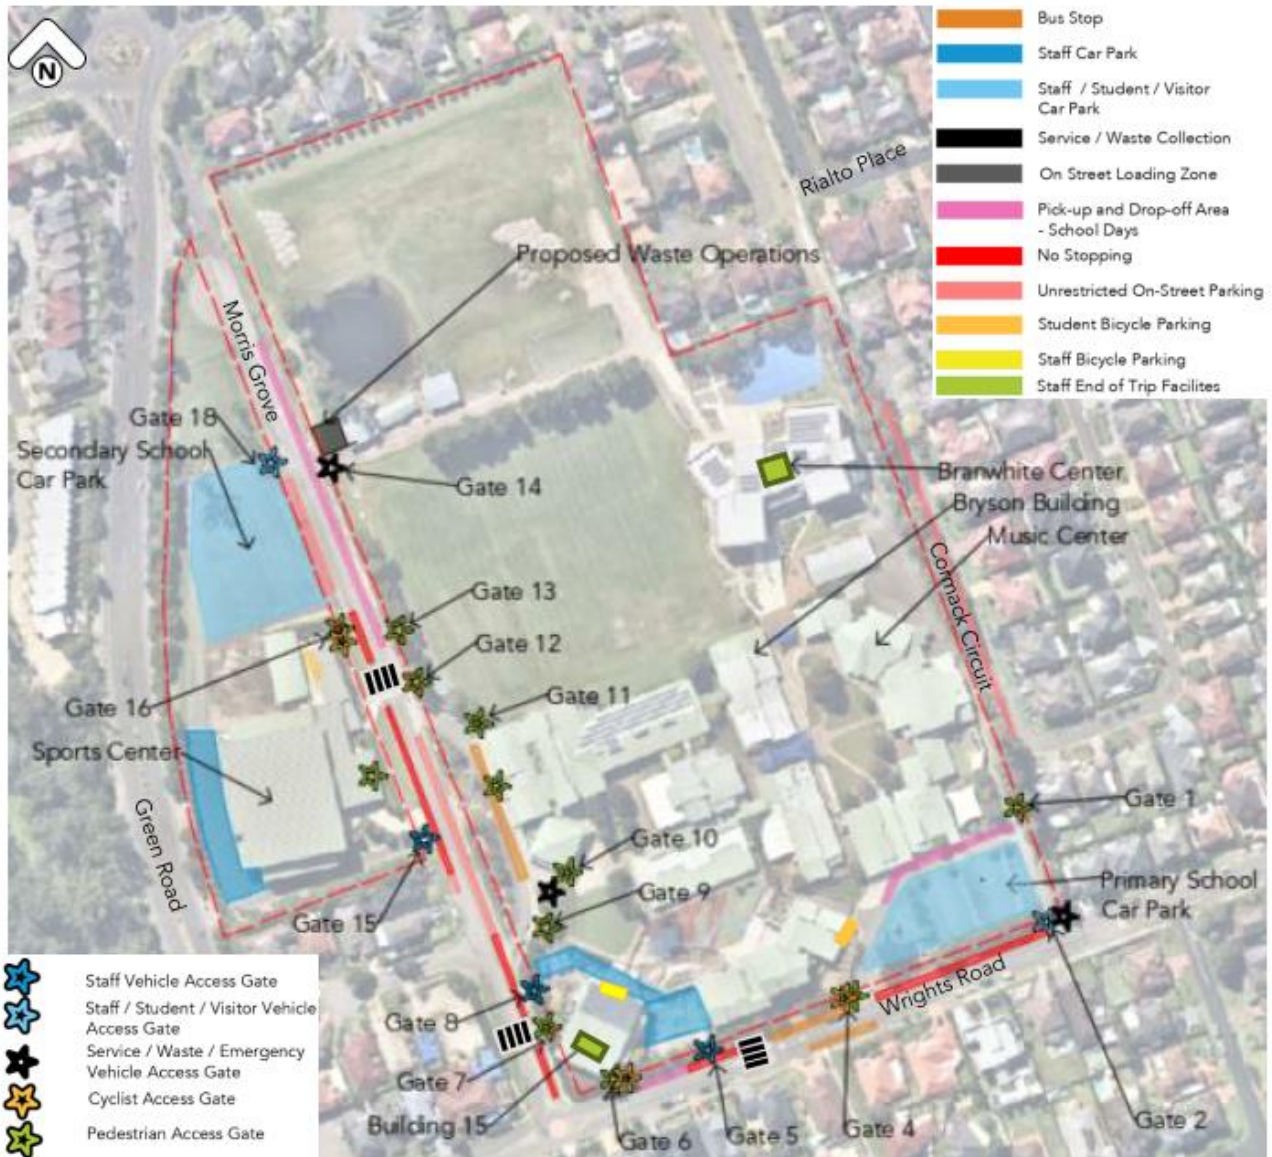 N
Bus Stop
Staff Car Park
Staff / Student / Visitor
Car Park
Service / Waste Collection
On Street Loading Zone
Pick-up and Drop-off Area
- School Days
No Stopping
Unrestricted On-Street Parking
Student Bicycle Parking
Staff Bicycle Parking
Staff End of Trip Facilites
Rialto Place
Proposed Waste Operations
Morris Grove
Gate 18
Secondary School
Car Park
Gate 14
Branwhite Center
Bryson Building
Music Center
Cormack Circuit
Gate 13
Gate 12
Gate 11
Gate 16
Sports Center
Green Road
Gate 1
Gate 10
Gate 9
Primary School
Car Park
Gate 15
Wrights Road
Gate 8
Gate 7
Building 15
Gate 6
Gate 5
Gate 4
Gate 2
Staff Vehicle Access Gate
Staff / Student / Visitor Vehicle
Access Gate
Service / Waste / Emergency
Vehicle Access Gate
Cyclist Access Gate
Pedestrian Access Gate